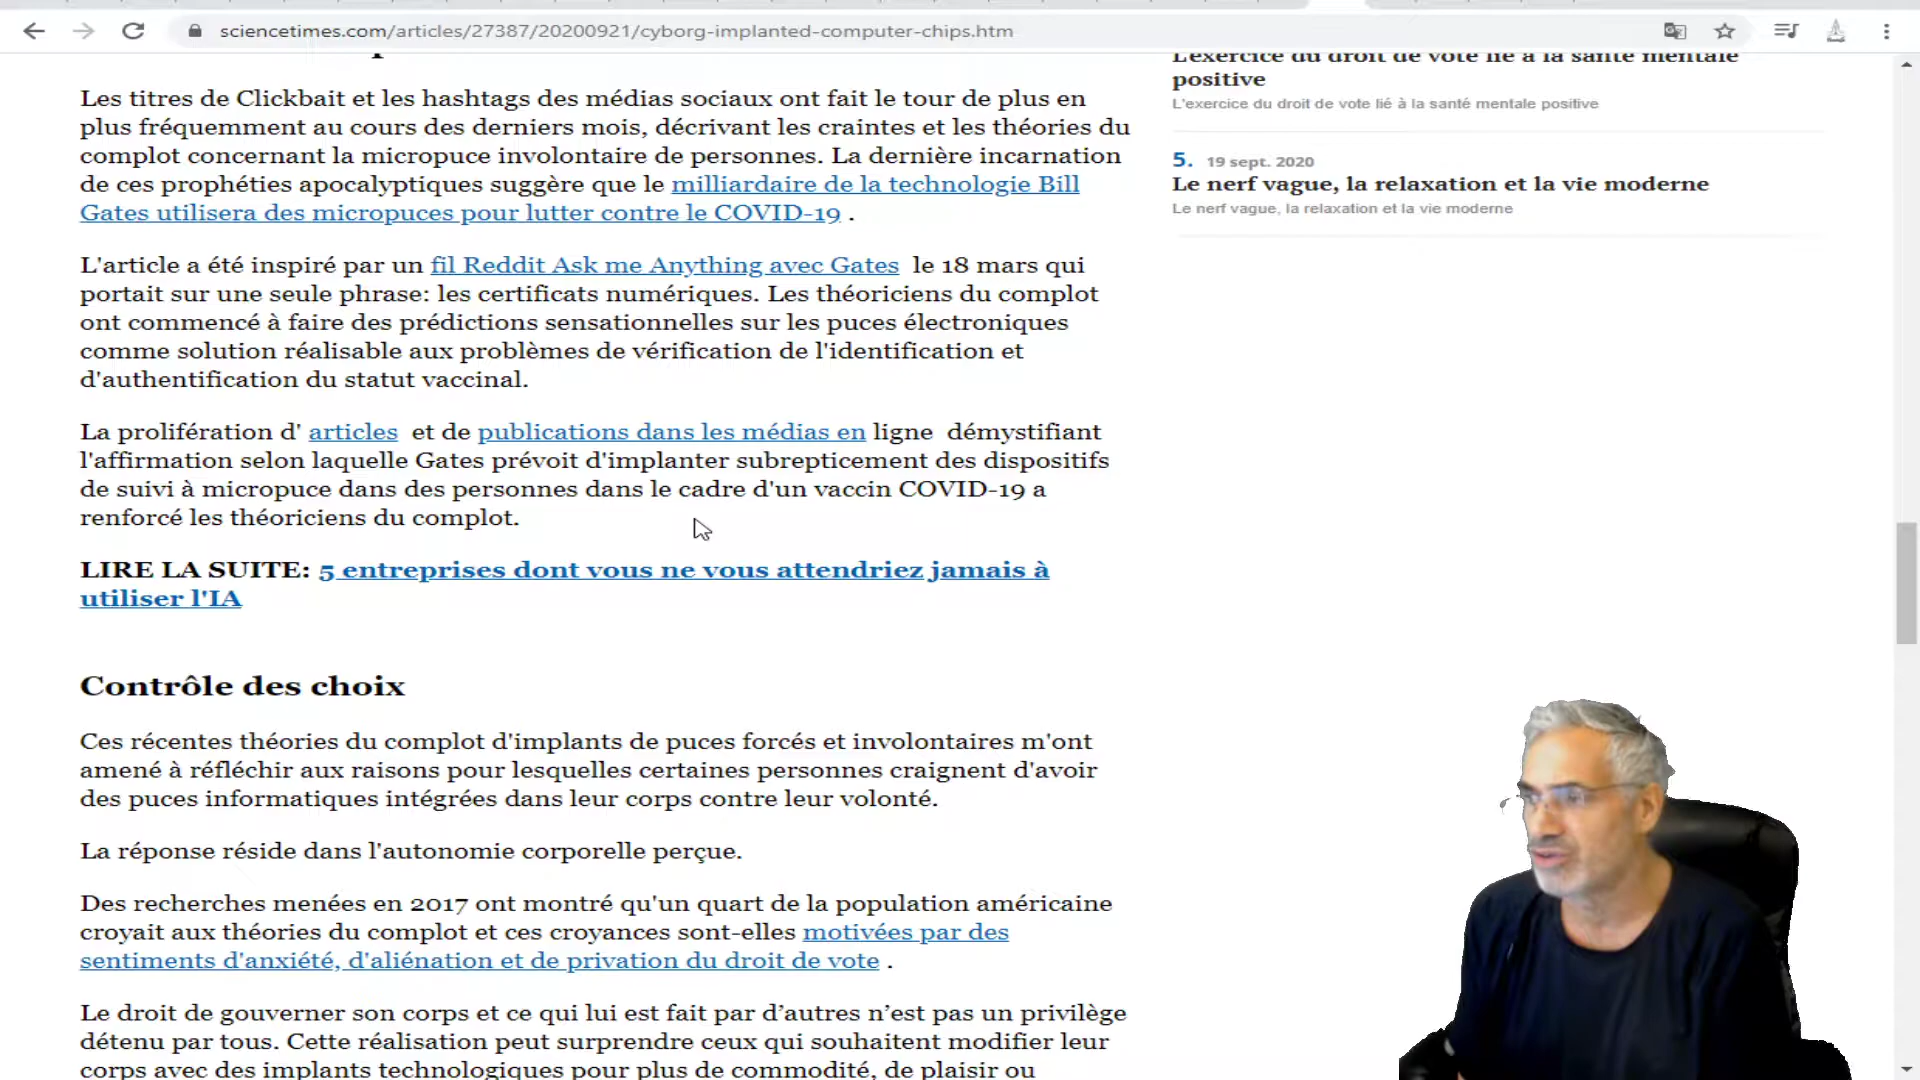 sciencetimes.com/articles/27387/20200921/cyborg-implanted-computer-chips.htm
Les titres de Clickbait et les hashtags des médias sociaux ont fait le tour de plus en
plus fréquemment au cours des derniers mois, décrivant les craintes et les théories du
complot concernant la micropuce involontaire de personnes. La dernière incarnation
de ces prophéties apocalyptiques suggère que le milliardaire de la technologie Bill
Gates utilisera des micropuces pour lutter contre le COVID-19 .
L'article a été inspiré par un fil Reddit Ask me Anything avec Gates le 18 mars qui
portait sur une seule phrase: les certificats numériques. Les théoriciens du complot
ont commencé à faire des prédictions sensationnelles sur les puces électroniques
comme solution réalisable aux problèmes de vérification de l'identification et
d'authentification du statut vaccinal.
La prolifération d' articles et de publications dans les médias en ligne démystifiant
l'affirmation selon laquelle Gates prévoit d'implanter subrepticement des dispositifs
de suivi à micropuce dans des personnes dans le cadre d'un vaccin COVID-19 a
renforcé les théoriciens du complot.
LIRE LA SUITE: 5 entreprises dont vous ne vous attendriez jamais à
utiliser l'IA
Contrôle des choix
Ces récentes théories du complot d'implants de puces forcés et involontaires m'ont
amené à réfléchir aux raisons pour lesquelles certaines personnes craignent d'avoir
des puces informatiques intégrées dans leur corps contre leur volonté.
La réponse réside dans l'autonomie corporelle perçue.
Des recherches menées en 2017 ont montré qu'un quart de la population américaine
croyait aux théories du complot et ces croyances sont-elles motivées par des
sentiments d'anxiété, d'aliénation et de privation du droit de vote .
Le droit de gouverner son corps et ce qui lui est fait par d’autres n’est pas un privilège
détenu par tous. Cette réalisation peut surprendre ceux qui souhaitent modifier leur
corps avec des implants technologiques pour plus de commodité, de plaisir ou
L'exercice du droit de vote lié à la santé mentale
positive
L'exercice du droit de vote lié à la santé mentale positive
5. 19 sept. 2020
Le nerf vague, la relaxation et la vie moderne
Le nerf vague, la relaxation et la vie moderne